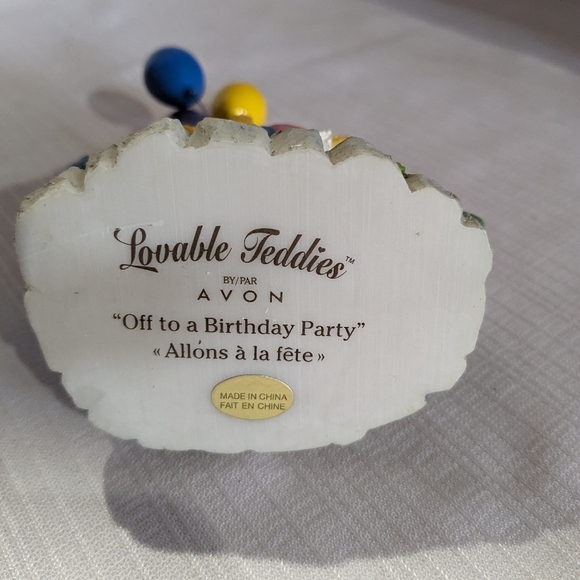 Lovable Teddies™
BY/PAR
AVON
“Off to a Birthday Party”
« Allons à la fête »
MADE IN CHINA
FAIT EN CHINE